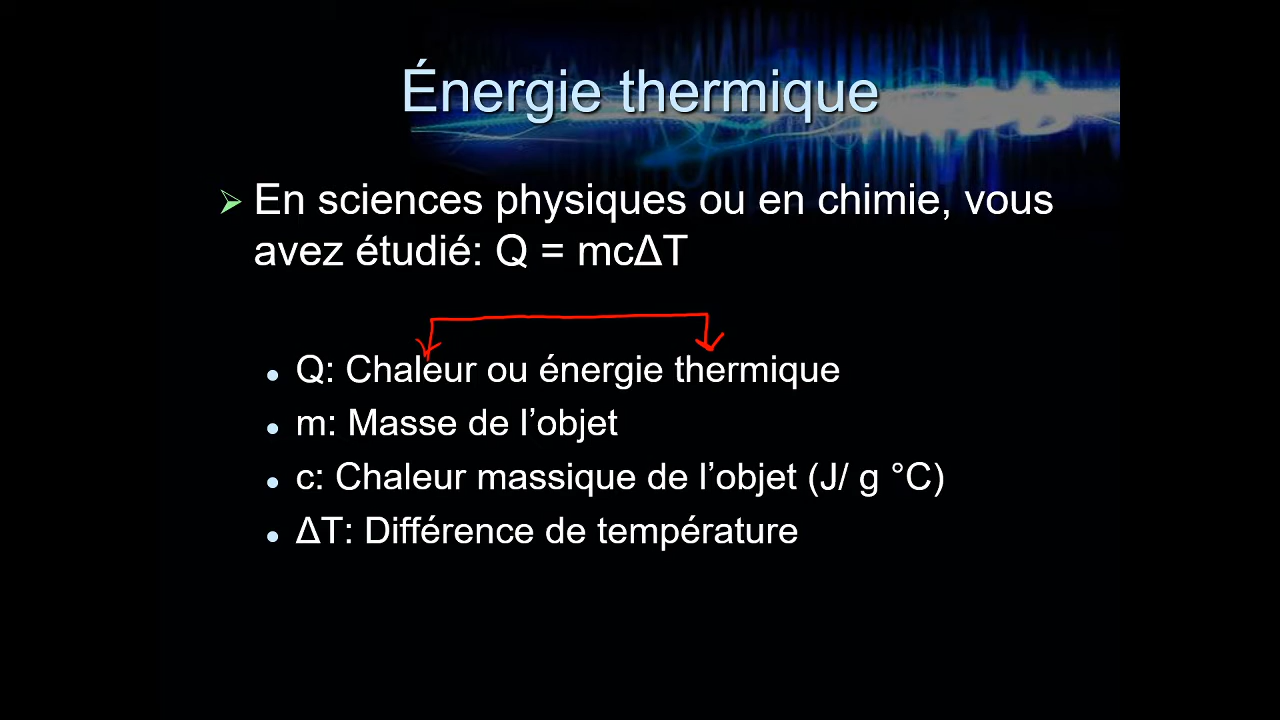 Énergie thermique
En sciences physiques ou en chimie, vous
avez étudié: Q = mcΔT
Q: Chaleur ou énergie thermique
m: Masse de l’objet
c: Chaleur massique de l’objet (J/ g °C)
ΔT: Différence de température